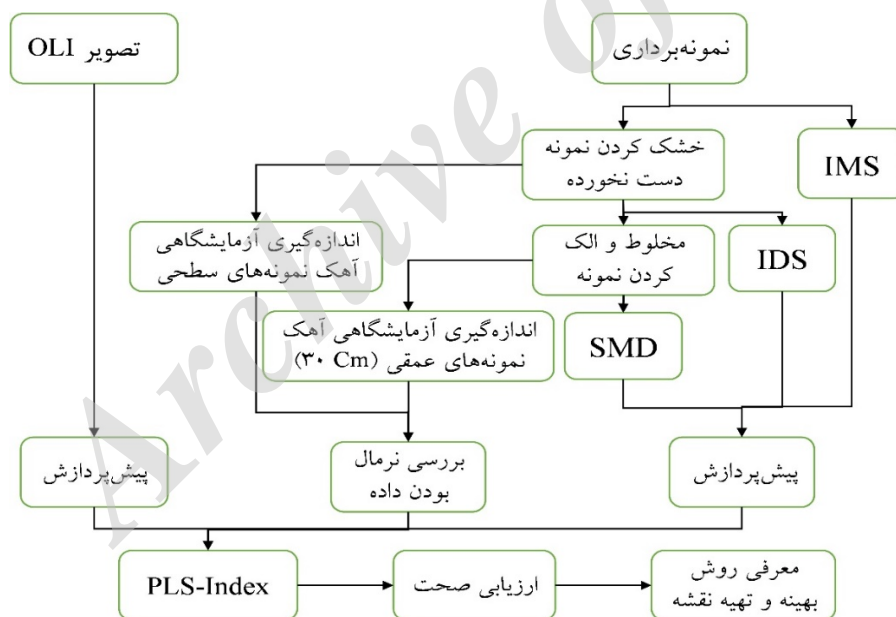 نمونه‌برداری
تصویر OLI
خشک کردن نمونه
دست نخورده
IMS
اندازه‌گیری آزمایشگاهی
آهک نمونه‌های سطحی
مخلوط و الک
کردن نمونه
IDS
اندازه‌گیری آزمایشگاهی آهک
نمونه‌های عمقی (۳۰ Cm)
SMD
پیش‌پردازش
بررسی نرمال
بودن داده
پیش‌پردازش
PLS-Index
ارزیابی صحت
معرفی روش
بهینه و تهیه نقشه
Archive of